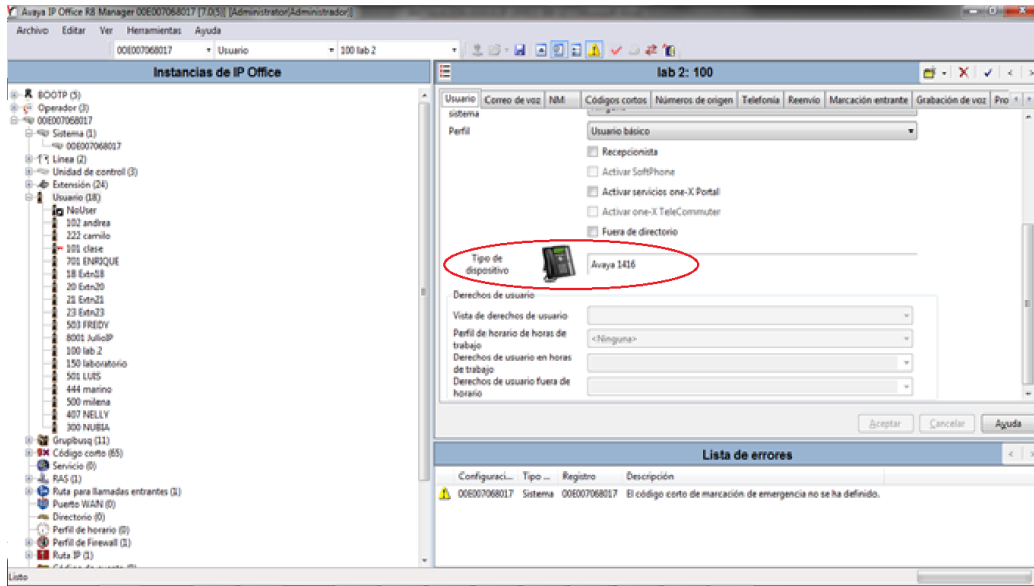 Avaya IP Office R8 Manager 00E007068017 [7.0(5)] [Administrator(Administrador)]
Archivo Editar Ver Herramientas Ayuda
00E007068017 Usuario 100 lab 2
Instancias de IP Office
BOOTP (5)
Operador (3)
00E007068017
Sistema (1)
00E007068017
Línea (2)
Unidad de control (3)
Extensión (24)
Usuario (18)
NoUser
102 andrea
222 camilo
101 clase
701 ENRIQUE
18 Extn18
20 Extn20
21 Extn21
23 Extn23
503 FREDY
8001 JullioIP
100 lab 2
150 laboratorio
501 LUIS
444 marino
500 milena
407 NELLY
300 NUBIA
Grupbusq (11)
Código corto (65)
Servicio (0)
RAS (1)
Ruta para llamadas entrantes (1)
Puerto WAN (0)
Directorio (0)
Perfil de horario (0)
Perfil de Firewall (1)
Ruta IP (1)
Listo
lab 2: 100
Usuario Correo de voz NM Códigos cortos Números de origen Telefonía Reenvío Marcación entrante Grabación de voz Pro
sistema
Perfil Usuario básico
Recepcionista
Activar SoftPhone
Activar servicios one-X Portal
Activar one-X TeleCommuter
Fuera de directorio
Tipo de
dispositivo
Avaya 1416
Derechos de usuario
Vista de derechos de usuario
Perfil de horario de horas de
trabajo
<Ninguna>
Derechos de usuario en horas
de trabajo
Derechos de usuario fuera de
horario
Aceptar Cancelar Ayuda
Lista de errores
Configuraci... Tipo ... Registro Descripción
00E007068017 Sistema 00E007068017 El código corto de marcación de emergencia no se ha definido.